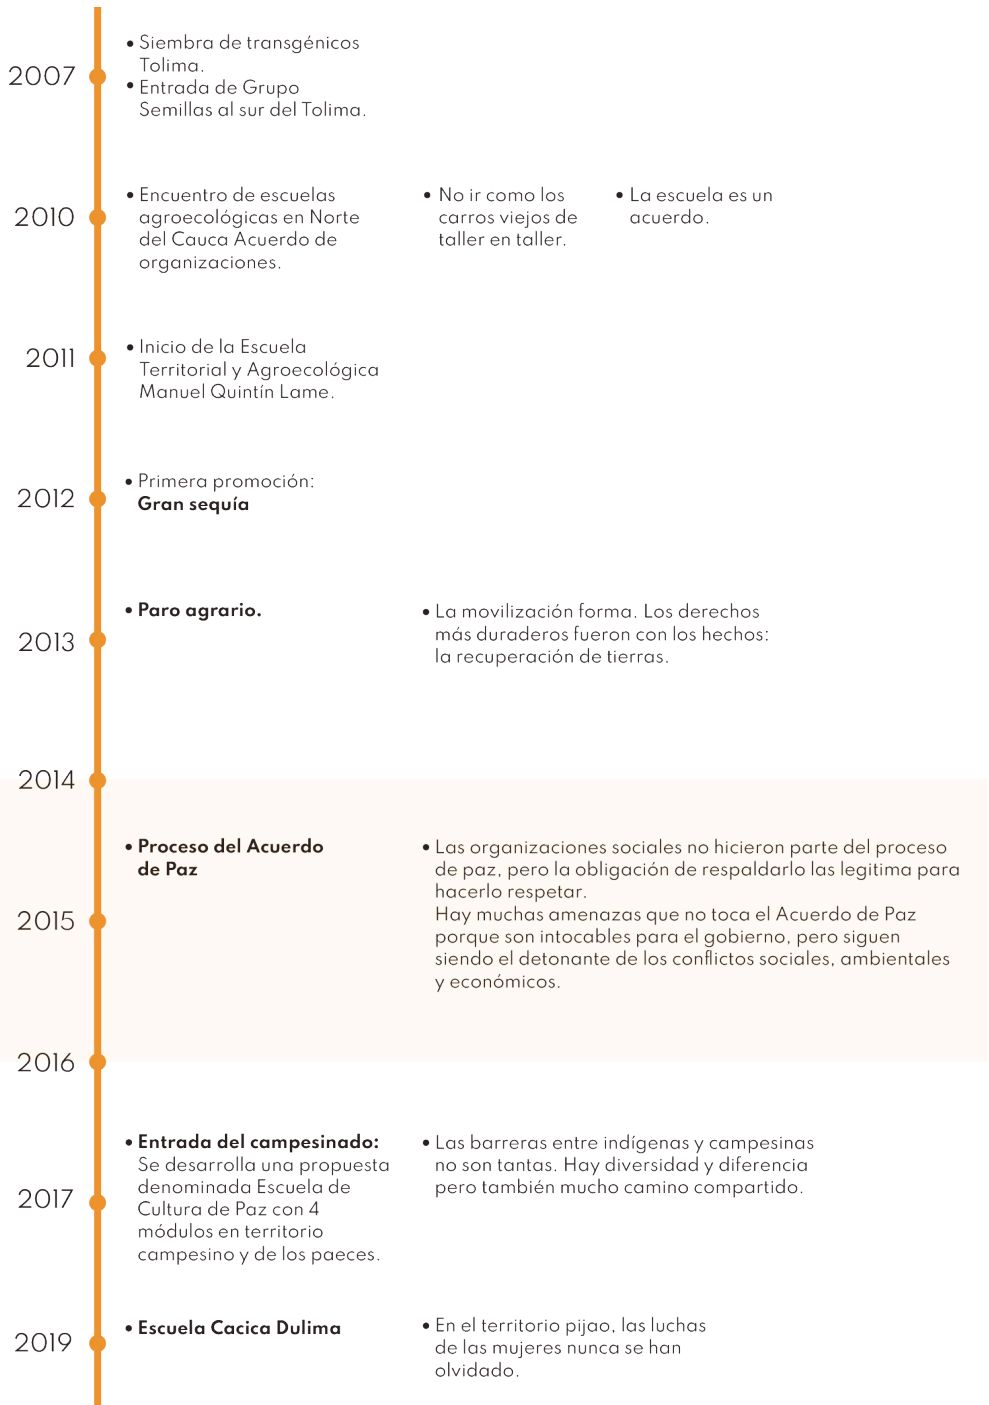 2007
• Siembra de transgénicos
Tolima.
• Entrada de Grupo
Semillas al sur del Tolima.
2010
• Encuentro de escuelas
agroecológicas en Norte
del Cauca Acuerdo de
organizaciones.
• No ir como los
carros viejos de
taller en taller.
• La escuela es un
acuerdo.
2011
• Inicio de la Escuela
Territorial y Agroecológica
Manuel Quintín Lame.
2012
• Primera promoción:
Gran sequía
2013
• Paro agrario.
• La movilización forma. Los derechos
más duraderos fueron con los hechos:
la recuperación de tierras.
2014
• Proceso del Acuerdo
de Paz
• Las organizaciones sociales no hicieron parte del proceso
de paz, pero la obligación de respaldarlo las legitima para
hacerlo respetar.
Hay muchas amenazas que no toca el Acuerdo de Paz
porque son intocables para el gobierno, pero siguen
siendo el detonante de los conflictos sociales, ambientales
y económicos.
2015
2016
• Entrada del campesinado:
Se desarrolla una propuesta
denominada Escuela de
Cultura de Paz con 4
módulos en territorio
campesino y de los paeces.
• Las barreras entre indígenas y campesinas
no son tantas. Hay diversidad y diferencia
pero también mucho camino compartido.
2017
2019
• Escuela Cacica Dulima
• En el territorio pijao, las luchas
de las mujeres nunca se han
olvidado.